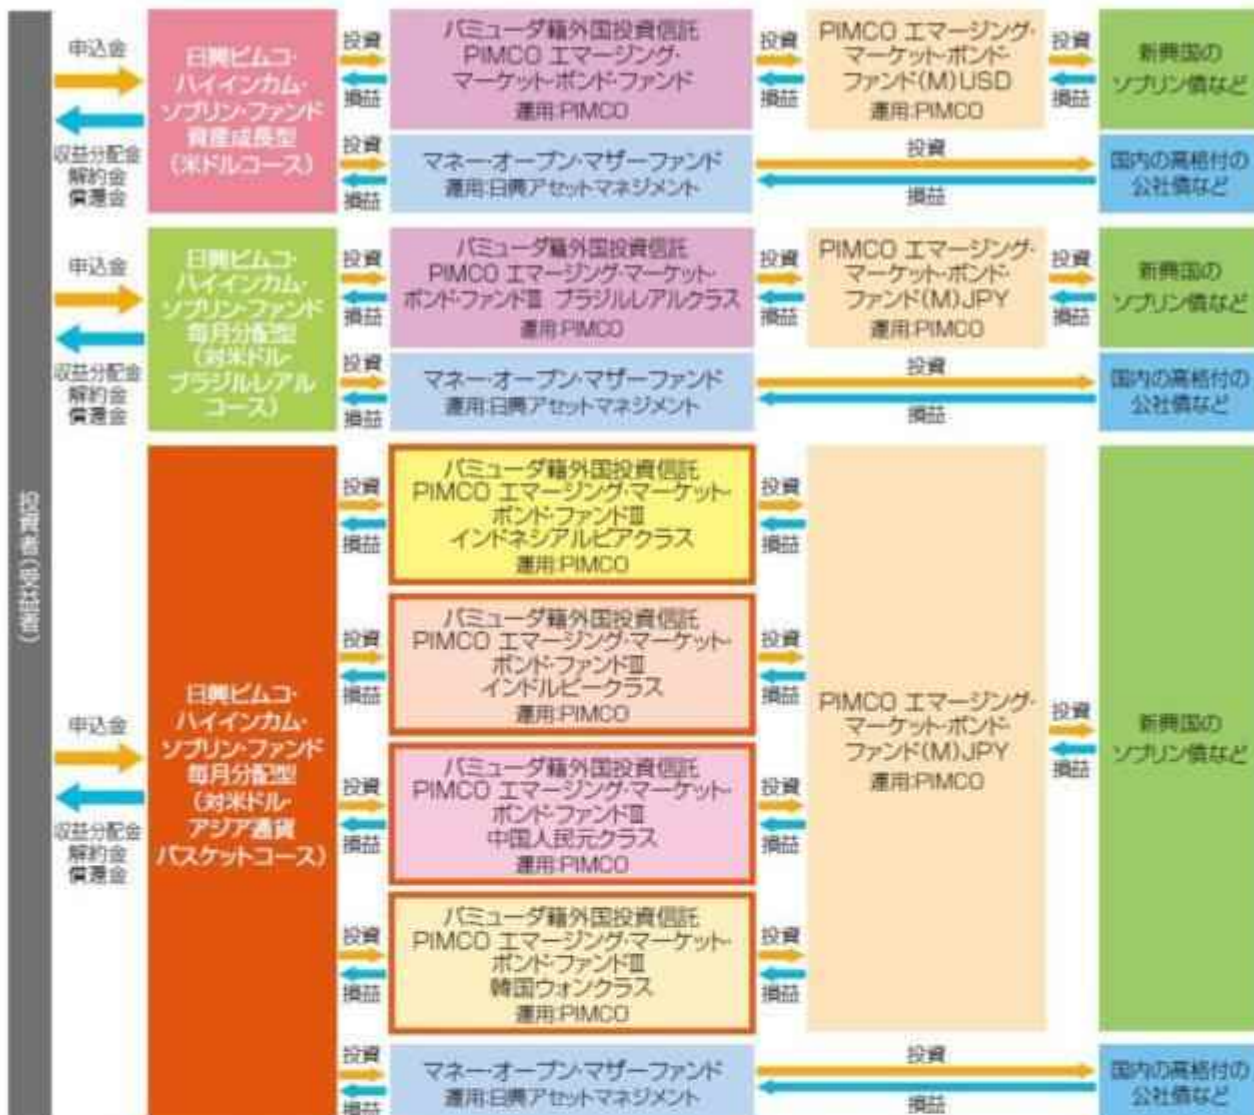 投資者(受益者)
申込金
収益分配金
解約金
償還金
日興ピムコ・
ハイインカム・
ソブリン・ファンド
資産成長型
(米ドルコース)
投資
損益
バミューダ籍外国投資信託
PIMCO エマージング・
マーケット・ボンド・ファンド
運用:PIMCO
投資
損益
PIMCO エマージング・
マーケット・ボンド・
ファンド(M)USD
運用:PIMCO
投資
損益
新興国の
ソブリン債など
投資
損益
マネー・オープン・マザーファンド
運用:日興アセットマネジメント
投資
損益
国内の高格付の
公社債など
申込金
収益分配金
解約金
償還金
日興ピムコ・
ハイインカム・
ソブリン・ファンド
毎月分配型
(対米ドル・
ブラジルレアル
コース)
投資
損益
バミューダ籍外国投資信託
PIMCO エマージング・マーケット・
ボンド・ファンドⅢ ブラジルレアルクラス
運用:PIMCO
投資
損益
PIMCO エマージング・
マーケット・ボンド・
ファンド(M)JPY
運用:PIMCO
投資
損益
新興国の
ソブリン債など
投資
損益
マネー・オープン・マザーファンド
運用:日興アセットマネジメント
投資
損益
国内の高格付の
公社債など
申込金
収益分配金
解約金
償還金
日興ピムコ・
ハイインカム・
ソブリン・ファンド
毎月分配型
(対米ドル・
アジア通貨
バスケットコース)
投資
損益
バミューダ籍外国投資信託
PIMCO エマージング・マーケット・
ボンド・ファンドⅢ
インドネシアルピアクラス
運用:PIMCO
投資
損益
投資
損益
バミューダ籍外国投資信託
PIMCO エマージング・マーケット・
ボンド・ファンドⅢ
インドルピークラス
運用:PIMCO
投資
損益
投資
損益
バミューダ籍外国投資信託
PIMCO エマージング・マーケット・
ボンド・ファンドⅢ
中国人民元クラス
運用:PIMCO
投資
損益
投資
損益
バミューダ籍外国投資信託
PIMCO エマージング・マーケット・
ボンド・ファンドⅢ
韓国ウォンクラス
運用:PIMCO
投資
損益
PIMCO エマージング・
マーケット・ボンド・
ファンド(M)JPY
運用:PIMCO
投資
損益
新興国の
ソブリン債など
投資
損益
マネー・オープン・マザーファンド
運用:日興アセットマネジメント
投資
損益
国内の高格付の
公社債など